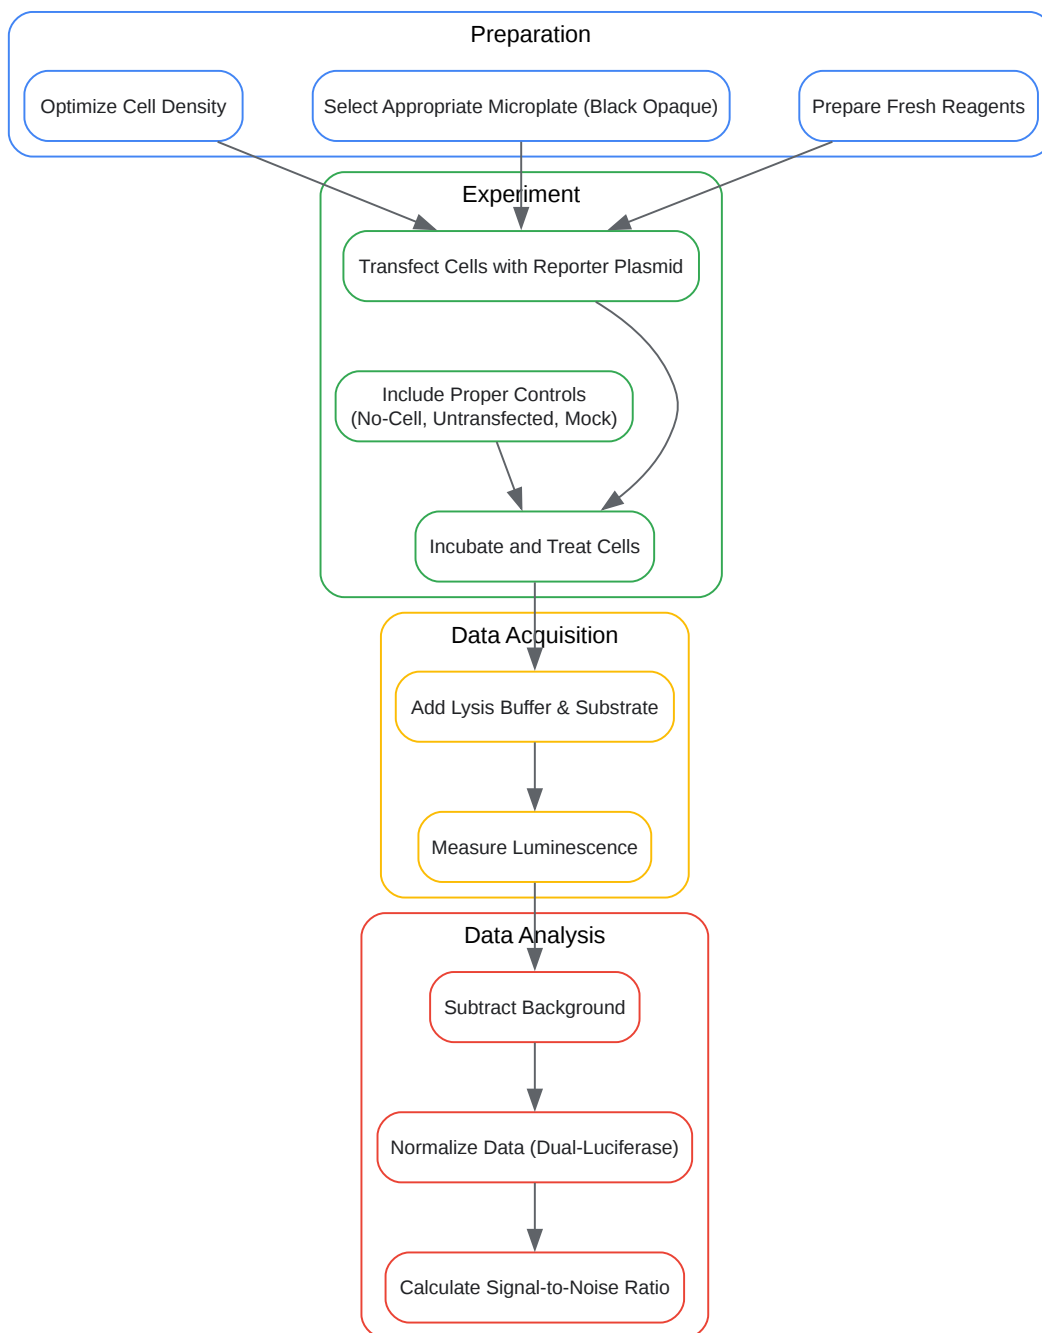 Preparation
Optimize Cell Density
Select Appropriate Microplate (Black Opaque)
Prepare Fresh Reagents
Experiment
Transfect Cells with Reporter Plasmid
Include Proper Controls
(No-Cell, Untransfected, Mock)
Incubate and Treat Cells
Data Acquisition
Add Lysis Buffer & Substrate
Measure Luminescence
Data Analysis
Subtract Background
Normalize Data (Dual-Luciferase)
Calculate Signal-to-Noise Ratio